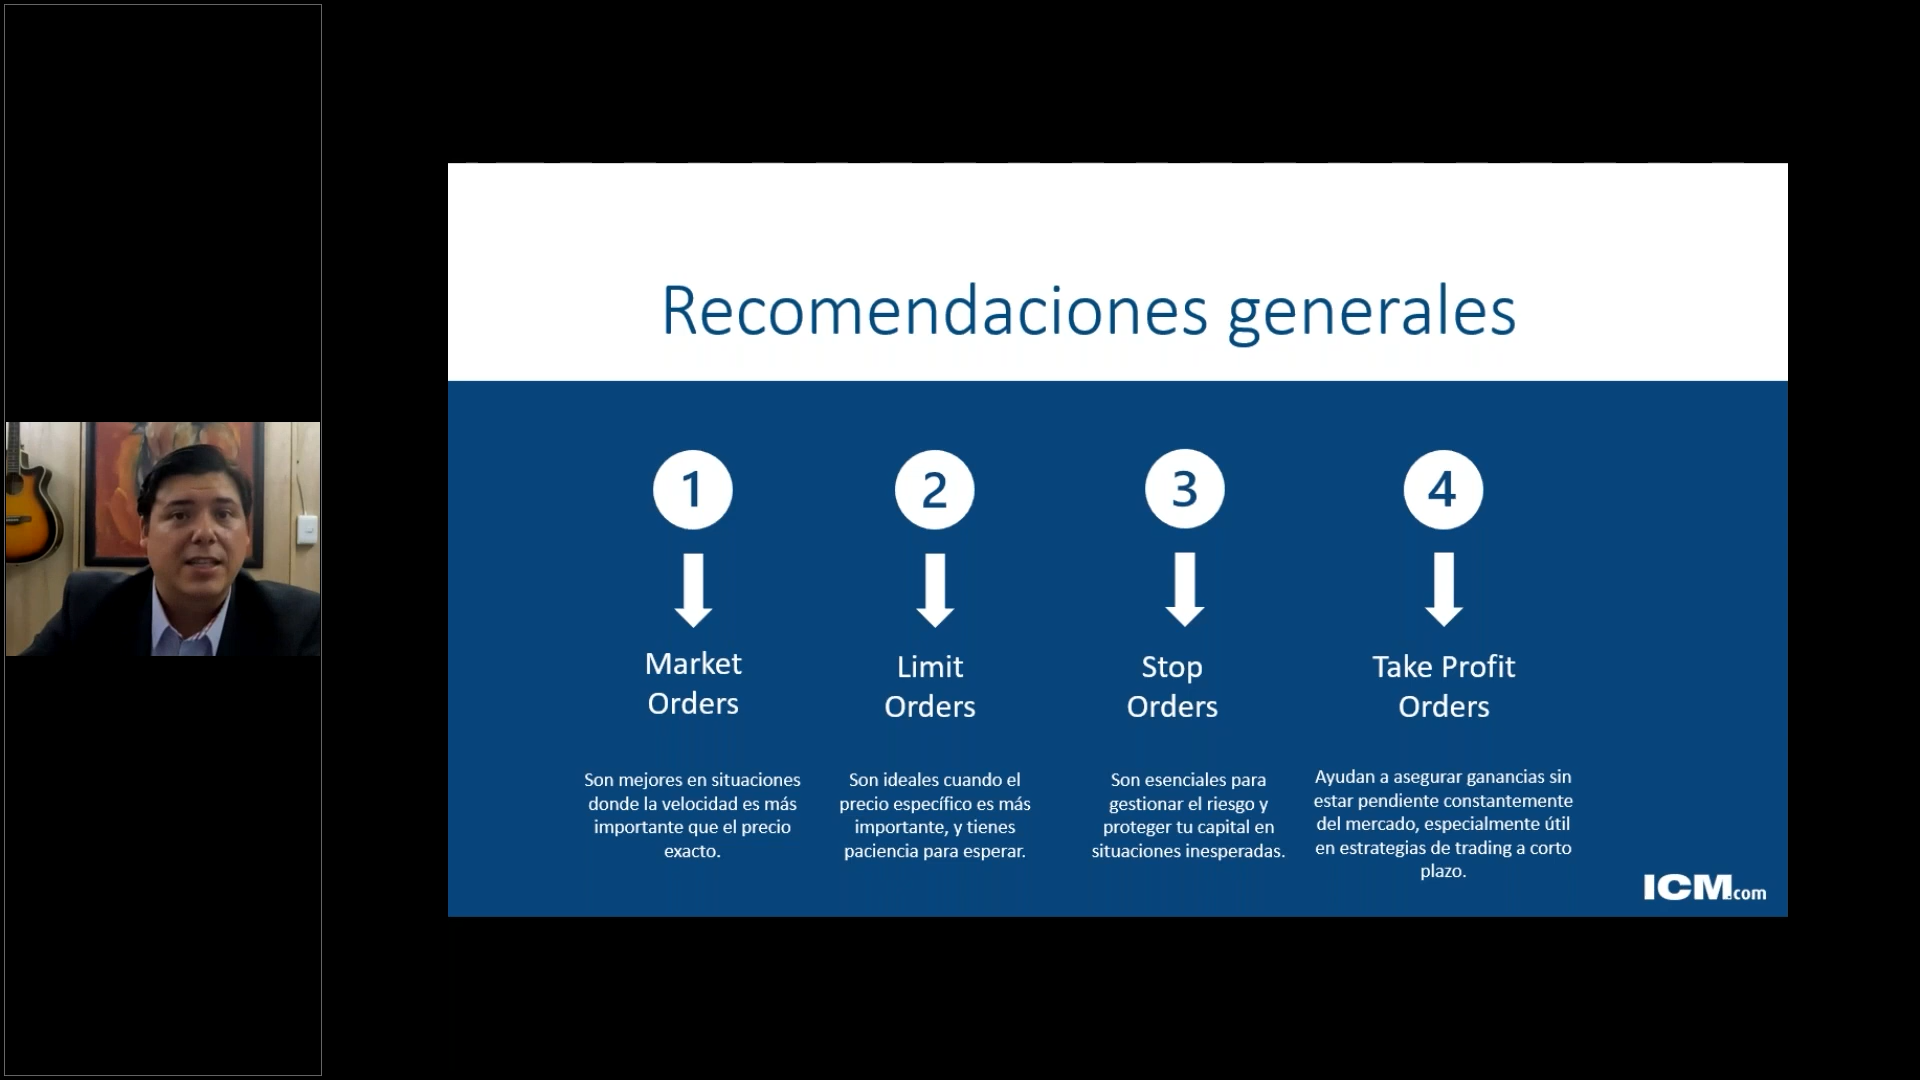 Recomendaciones generales
1
2
3
4
Market
Orders
Limit
Orders
Stop
Orders
Take Profit
Orders
Son mejores en situaciones
donde la velocidad es más
importante que el precio
exacto.
Son ideales cuando el
precio específico es más
importante, y tienes
paciencia para esperar.
Son esenciales para
gestionar el riesgo y
proteger tu capital en
situaciones inesperadas.
Ayudan a asegurar ganancias sin
estar pendiente constantemente
del mercado, especialmente útil
en estrategias de trading a corto
plazo.
ICM.com